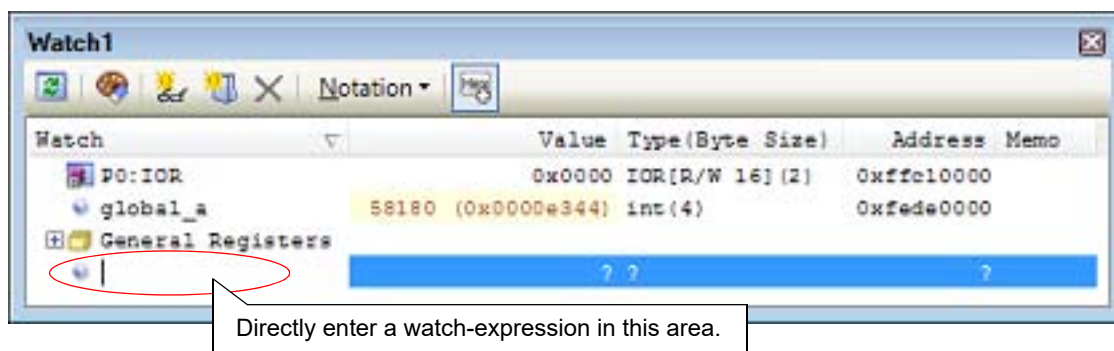 Watch1
Notation
Watch Value Type(Byte Size) Address Memo
P0:IOR 0x0000 IOR[R/W 16](2) 0xffc10000
global_a 58180 (0x0000e344) int(4) 0xfede0000
General Registers
? ? ?
Directly enter a watch-expression in this area.